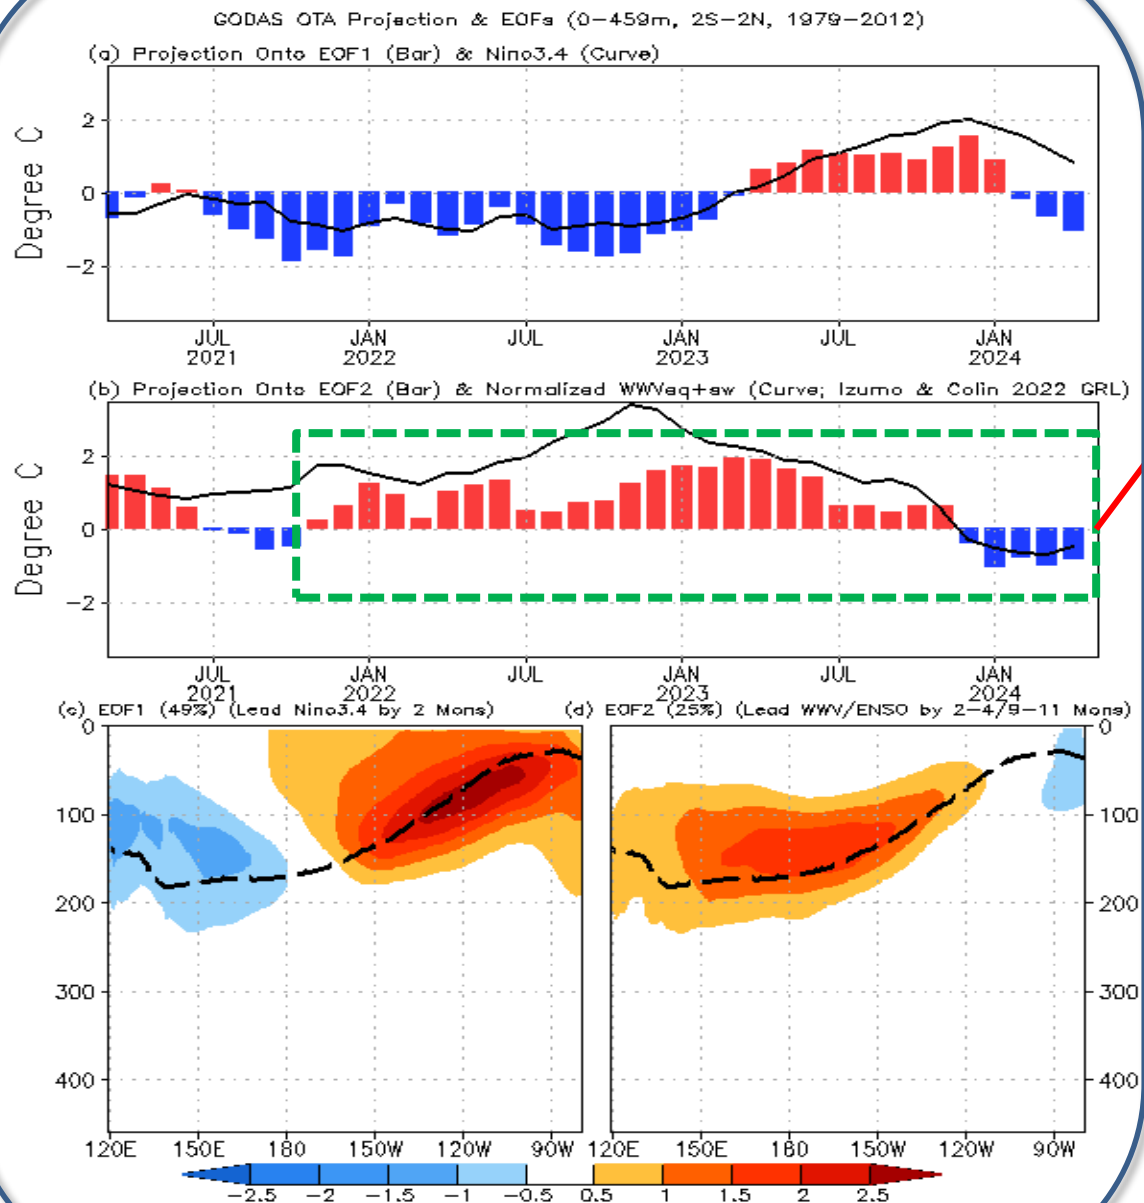 GODAS OTA Projection & EOFs (0-459m, 2S-2N, 1979-2012)
(a) Projection Onto EOF1 (Bar) & Nino3.4 (Curve)
Degree C
2
0
-2
JUL JAN JUL JAN JUL JAN
2021 2022 2023 2024
(b) Projection Onto EOF2 (Bar) & Normalized WWVeq+sw (Curve; Izumo & Colin 2022 GRL)
Degree C
2
0
-2
JUL JAN JUL JAN JUL JAN
2021 2022 2023 2024
(c) EOF1 (49%) (Lead Nino3.4 by 2 Mons)
(d) EOF2 (25%) (Lead WWV/ENSO by 2-4/9-11 Mons)
0 0
100 100
200 200
300 300
400 400
120E 150E 180 150W 120W 90W 120E 150E 180 150W 120W 90W
-2.5 -2 -1.5 -1 -0.5 0.5 1 1.5 2 2.5